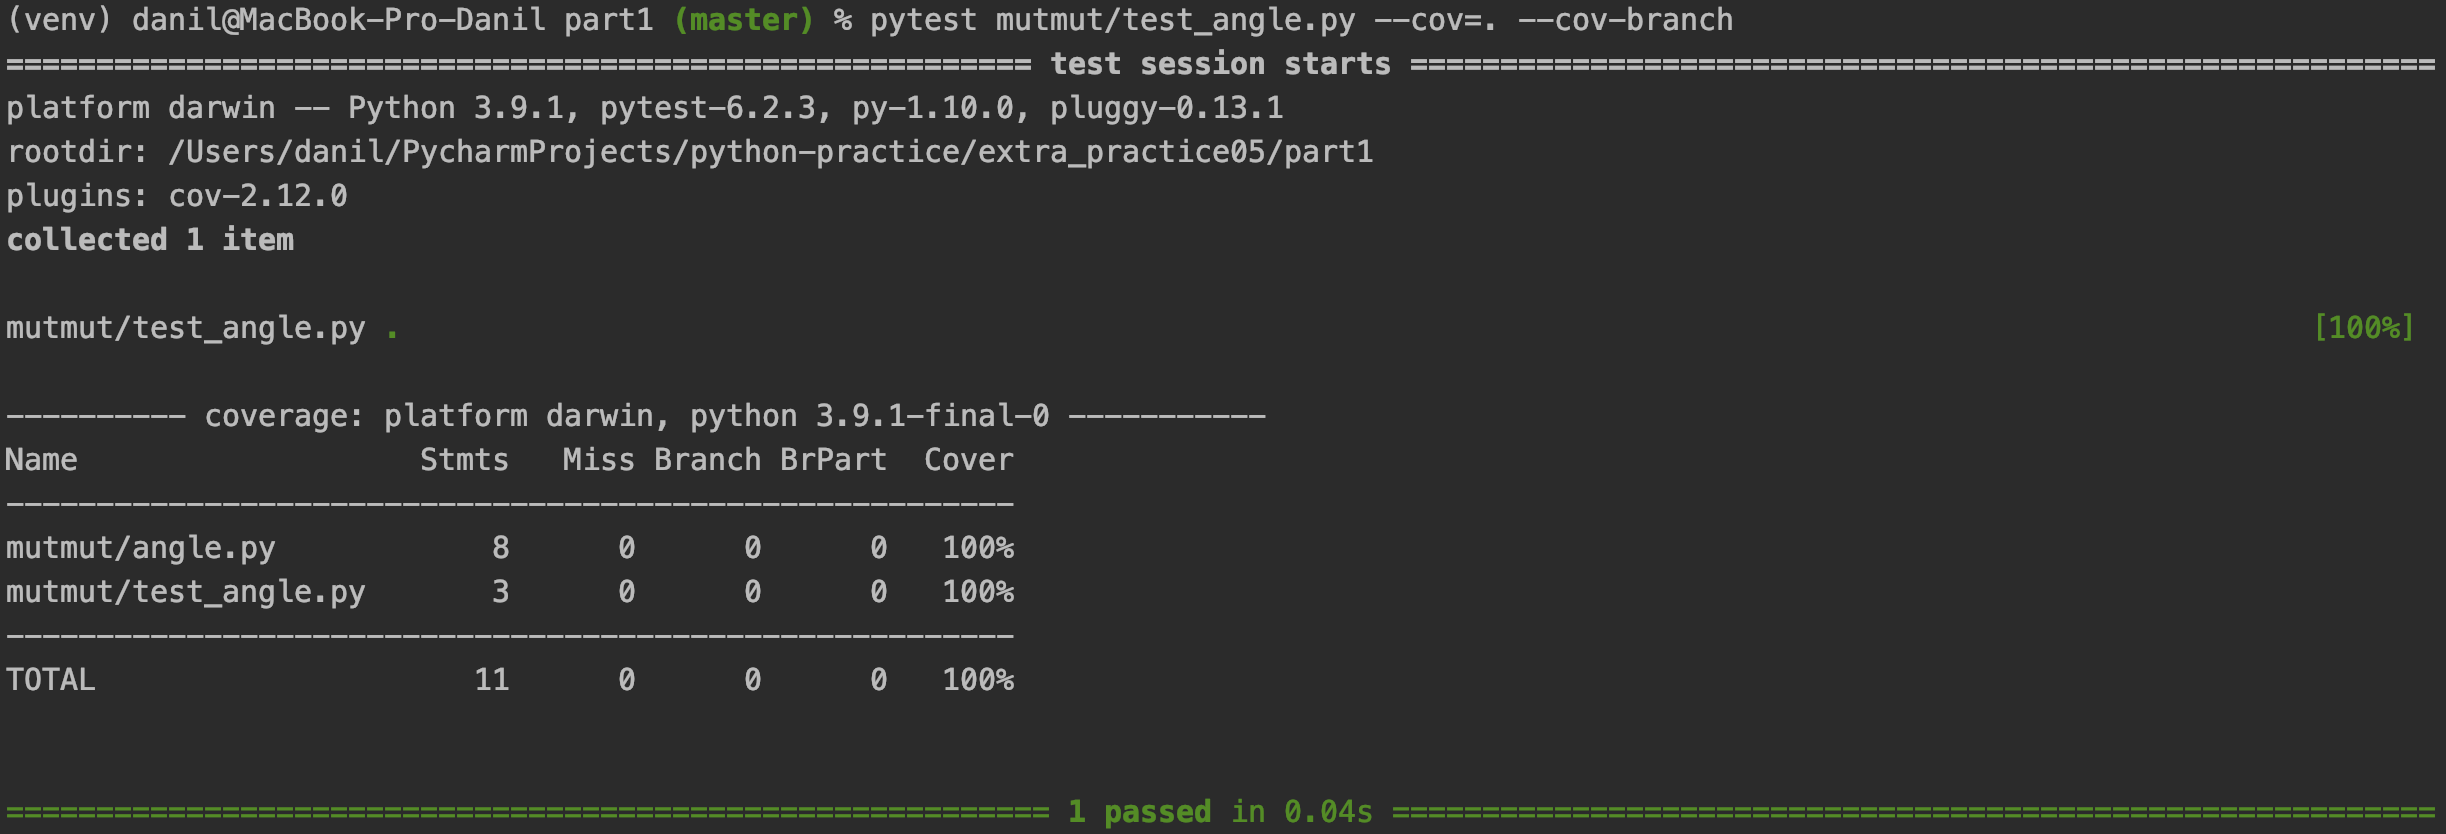 (venv) danil@MacBook-Pro-Danil part1 (master) % pytest mutmut/test_angle.py --cov=. --cov-branch
========================================================= test session starts =========================================================
platform darwin -- Python 3.9.1, pytest-6.2.3, py-1.10.0, pluggy-0.13.1
rootdir: /Users/danil/PycharmProjects/python-practice/extra_practice05/part1
plugins: cov-2.12.0
collected 1 item
mutmut/test_angle.py . [100%]
---------- coverage: platform darwin, python 3.9.1-final-0 -----------
Name                   Stmts   Miss Branch BrPart  Cover
--------------------------------------------------------
mutmut/angle.py            8      0      0      0   100%
mutmut/test_angle.py       3      0      0      0   100%
--------------------------------------------------------
TOTAL                     11      0      0      0   100%
========================================================== 1 passed in 0.04s ==========================================================